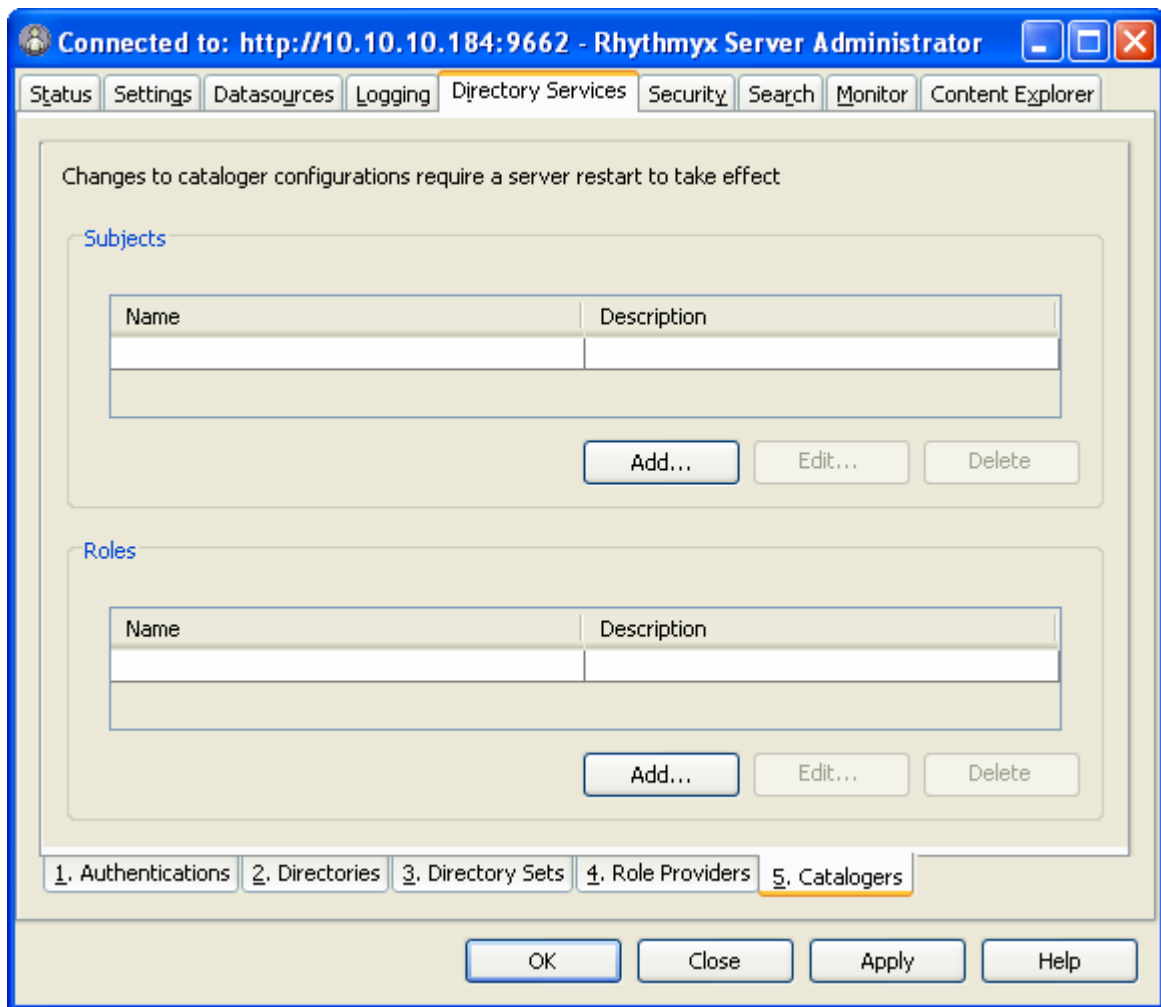 Connected to: http://10.10.10.184:9662 - Rhythmyx Server Administrator
Status Settings Datasources Logging Directory Services Security Search Monitor Content Explorer
Changes to cataloger configurations require a server restart to take effect
Subjects
Name Description
Add... Edit... Delete
Roles
Name Description
Add... Edit... Delete
1. Authentications 2. Directories 3. Directory Sets 4. Role Providers 5. Catalogers
OK Close Apply Help